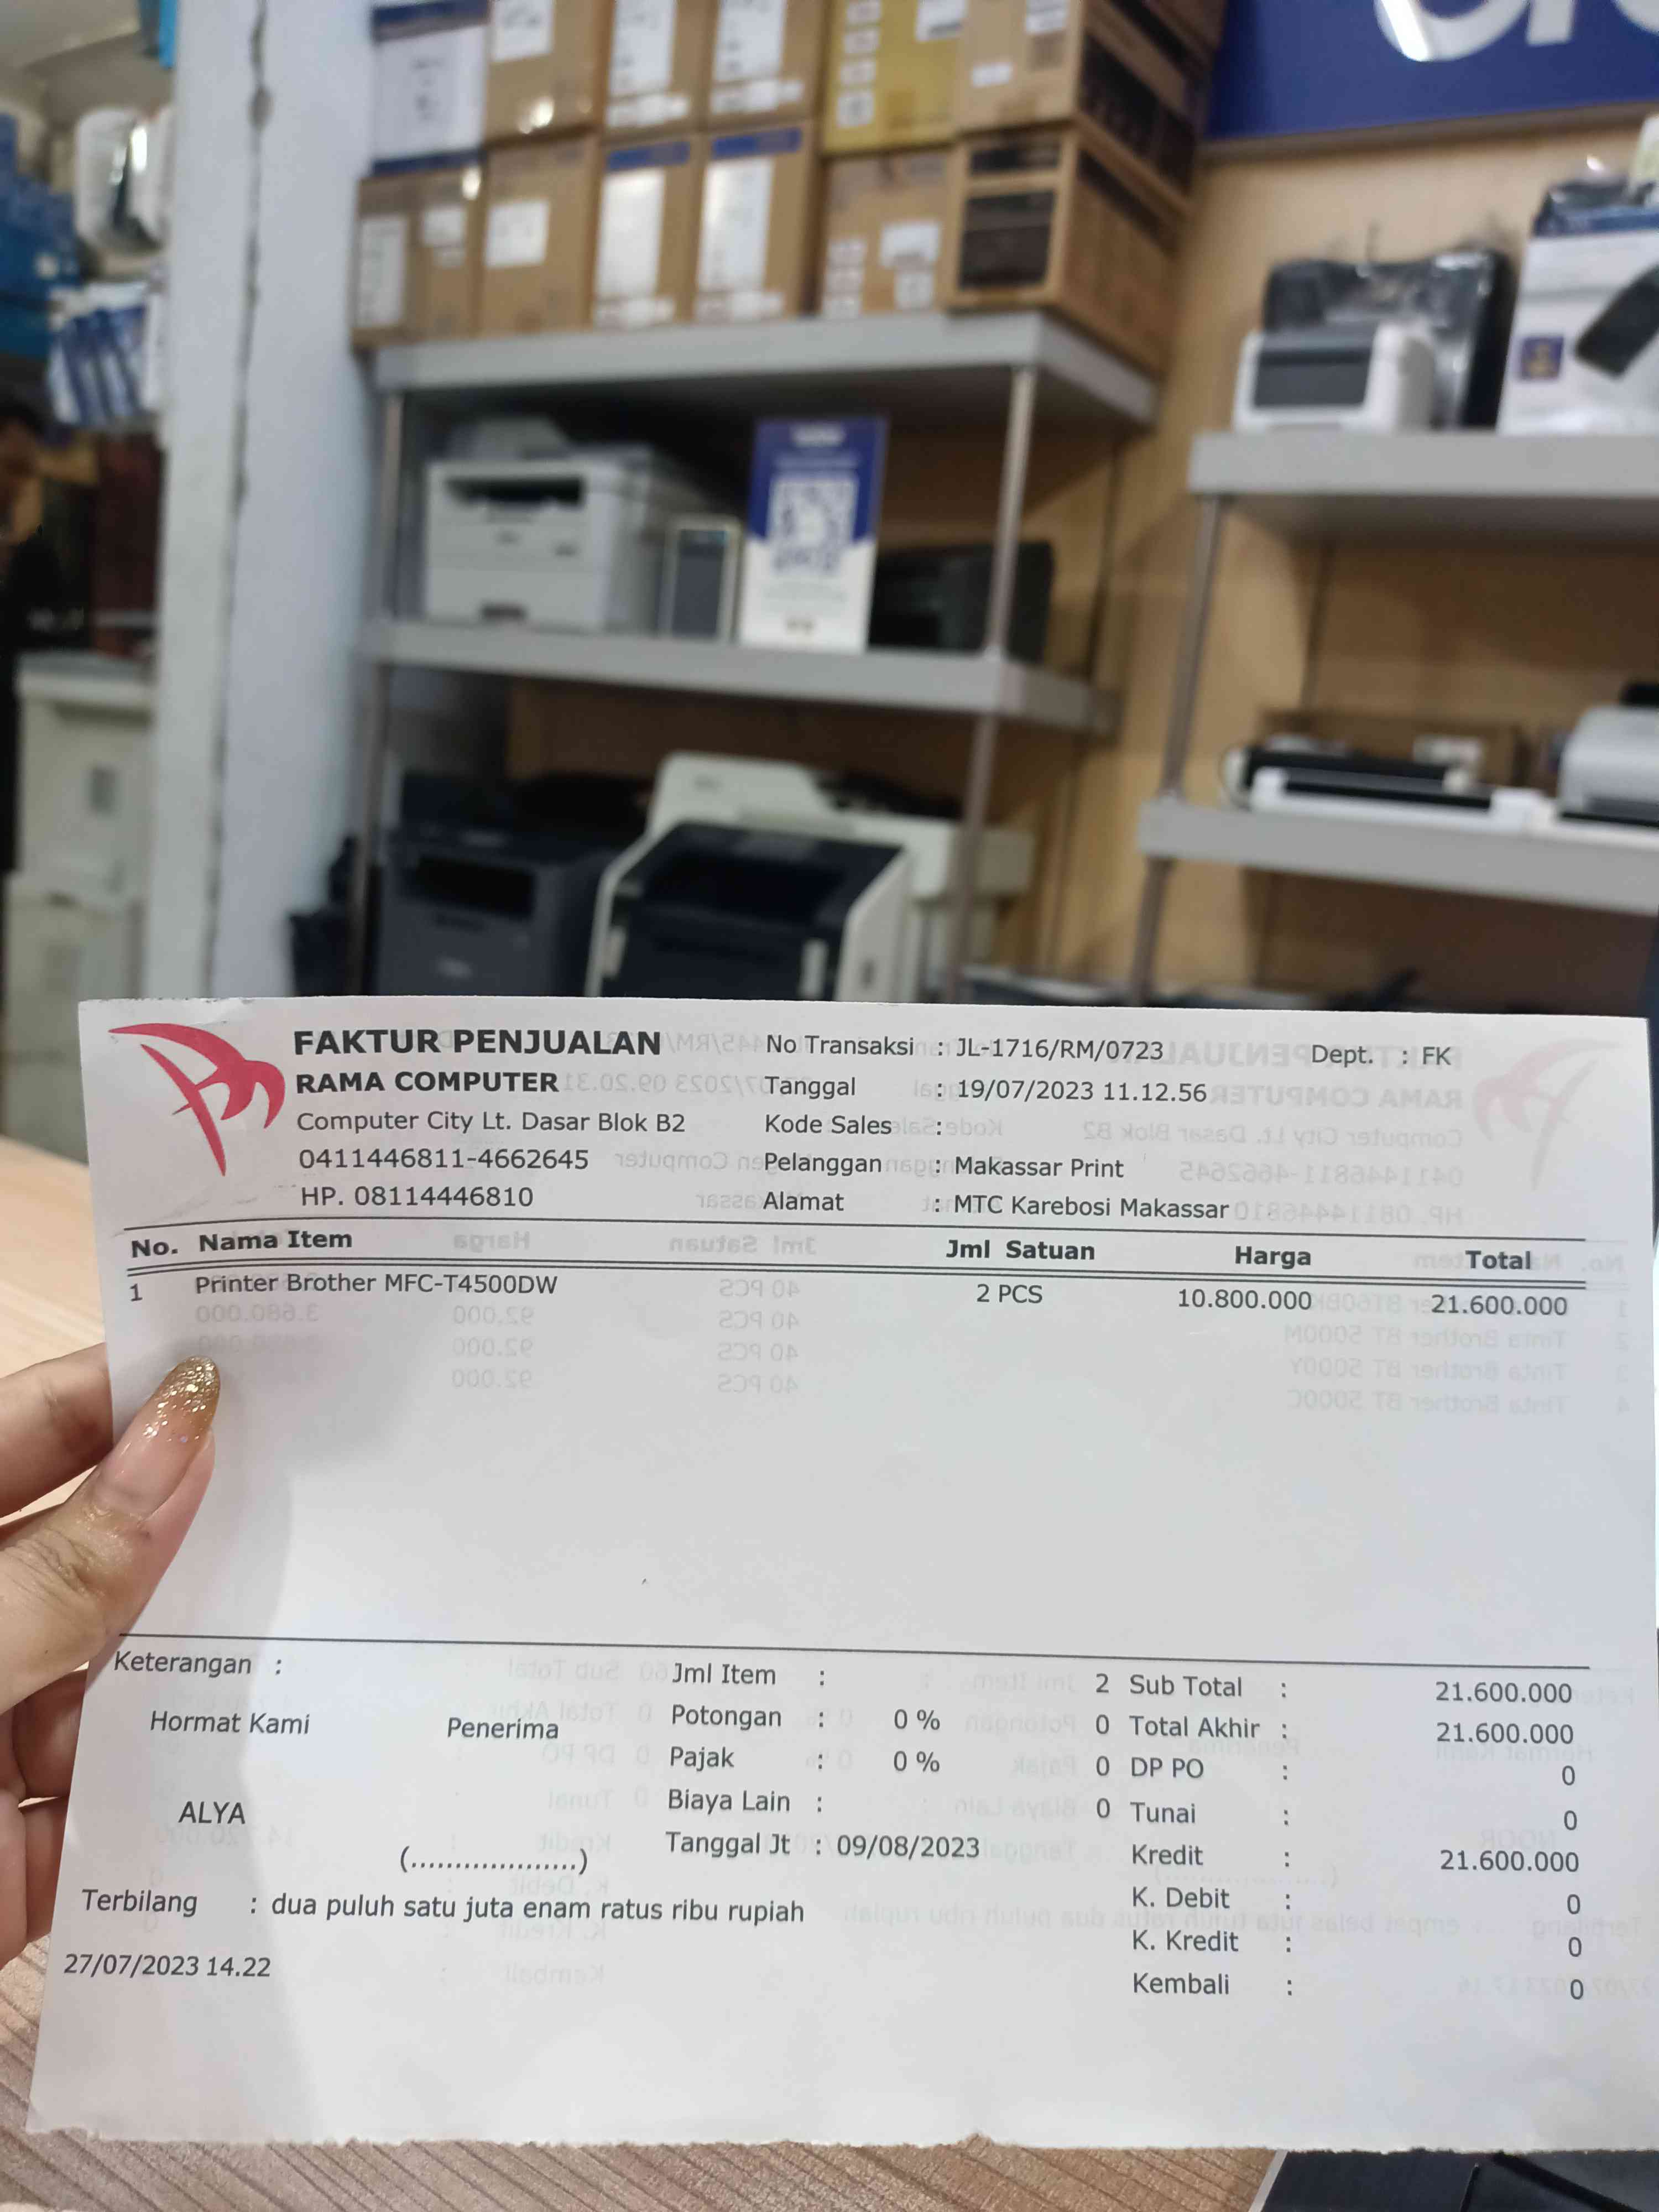 FAKTUR PENJUALAN
RAMA COMPUTER
Computer City Lt. Dasar Blok B2
0411446811-4662645
HP. 08114446810
No Transaksi : JL-1716/RM/0723
Dept. : FK
Tanggal : 19/07/2023 11.12.56
Kode Sales :
Pelanggan : Makassar Print
Alamat : MTC Karebosi Makassar
No. Nama Item Jml Satuan Harga Total
1 Printer Brother MFC-T4500DW 2 PCS 10.800.000 21.600.000
Keterangan :
Hormat Kami Penerima
ALYA
(...................)
Jml Item : 2
Potongan : 0 % 0
Pajak : 0 % 0
Biaya Lain : 0
Tanggal Jt : 09/08/2023
Sub Total : 21.600.000
Total Akhir : 21.600.000
DP PO : 0
Tunai : 0
Kredit : 21.600.000
K. Debit : 0
K. Kredit : 0
Kembali : 0
Terbilang : dua puluh satu juta enam ratus ribu rupiah
27/07/2023 14.22